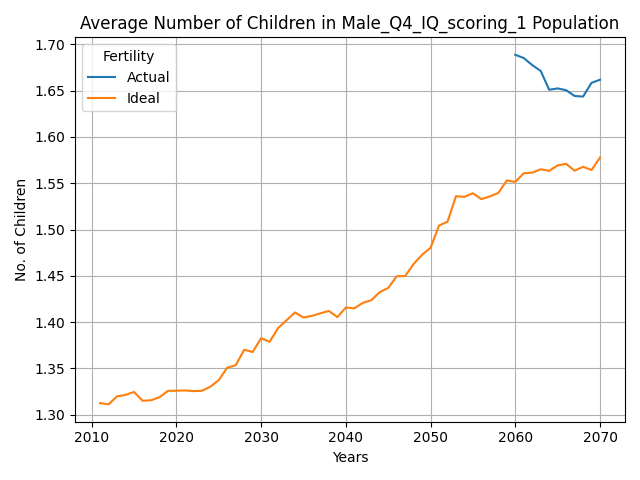 Average Number of Children in Male_Q4_IQ_scoring_1 Population
Fertility
Actual
Ideal
1.70
1.65
1.60
1.55
1.50
1.45
1.40
1.35
1.30
No. of Children
2010
2020
2030
2040
2050
2060
2070
Years